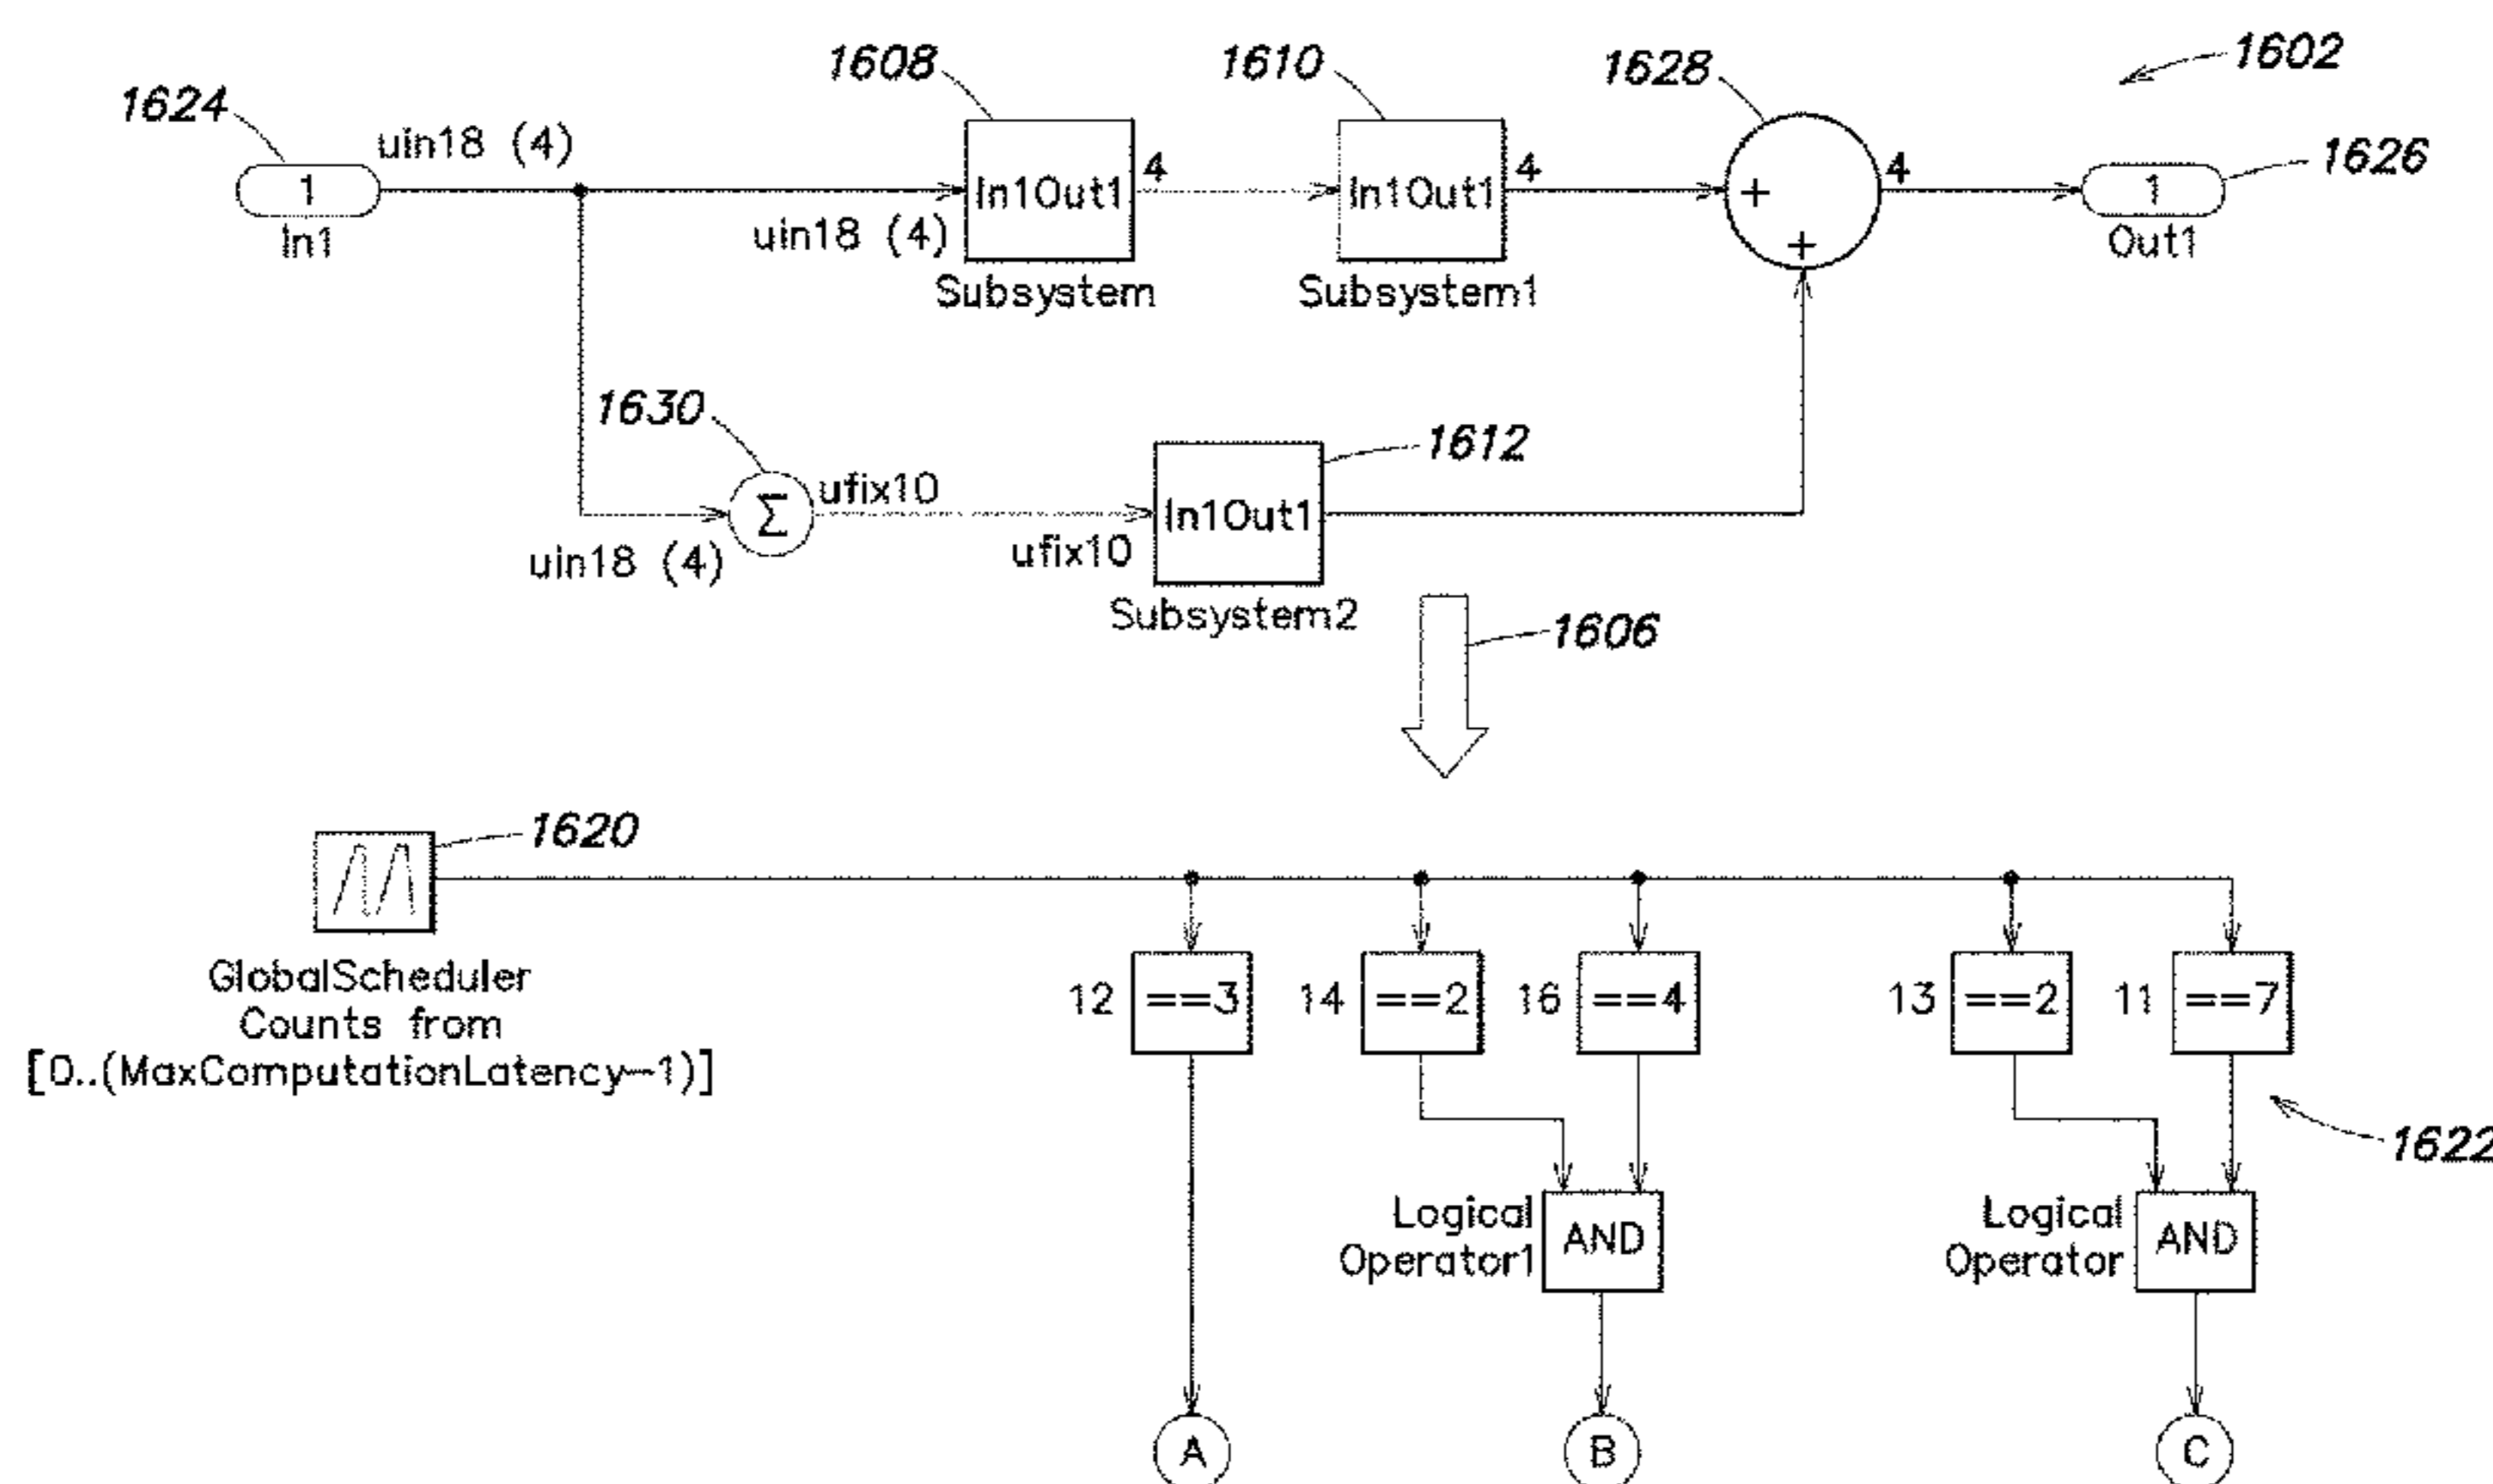 1608
1610
1628
1602
1624
uin18 (4)
1
In1
uin18 (4)
In1Out1
4
Subsystem
In1Out1
4
Subsystem1
+
+
4
1
1626
Out1
1630
Σ
ufix10
uin18 (4)
ufix10
In1Out1
1612
Subsystem2
1606
1620
GlobalScheduler
Counts from
[0..(MaxComputationLatency-1)]
12
==3
14
==2
16
==4
13
==2
11
==7
1622
Logical
Operator1
AND
Logical
Operator
AND
A
B
C